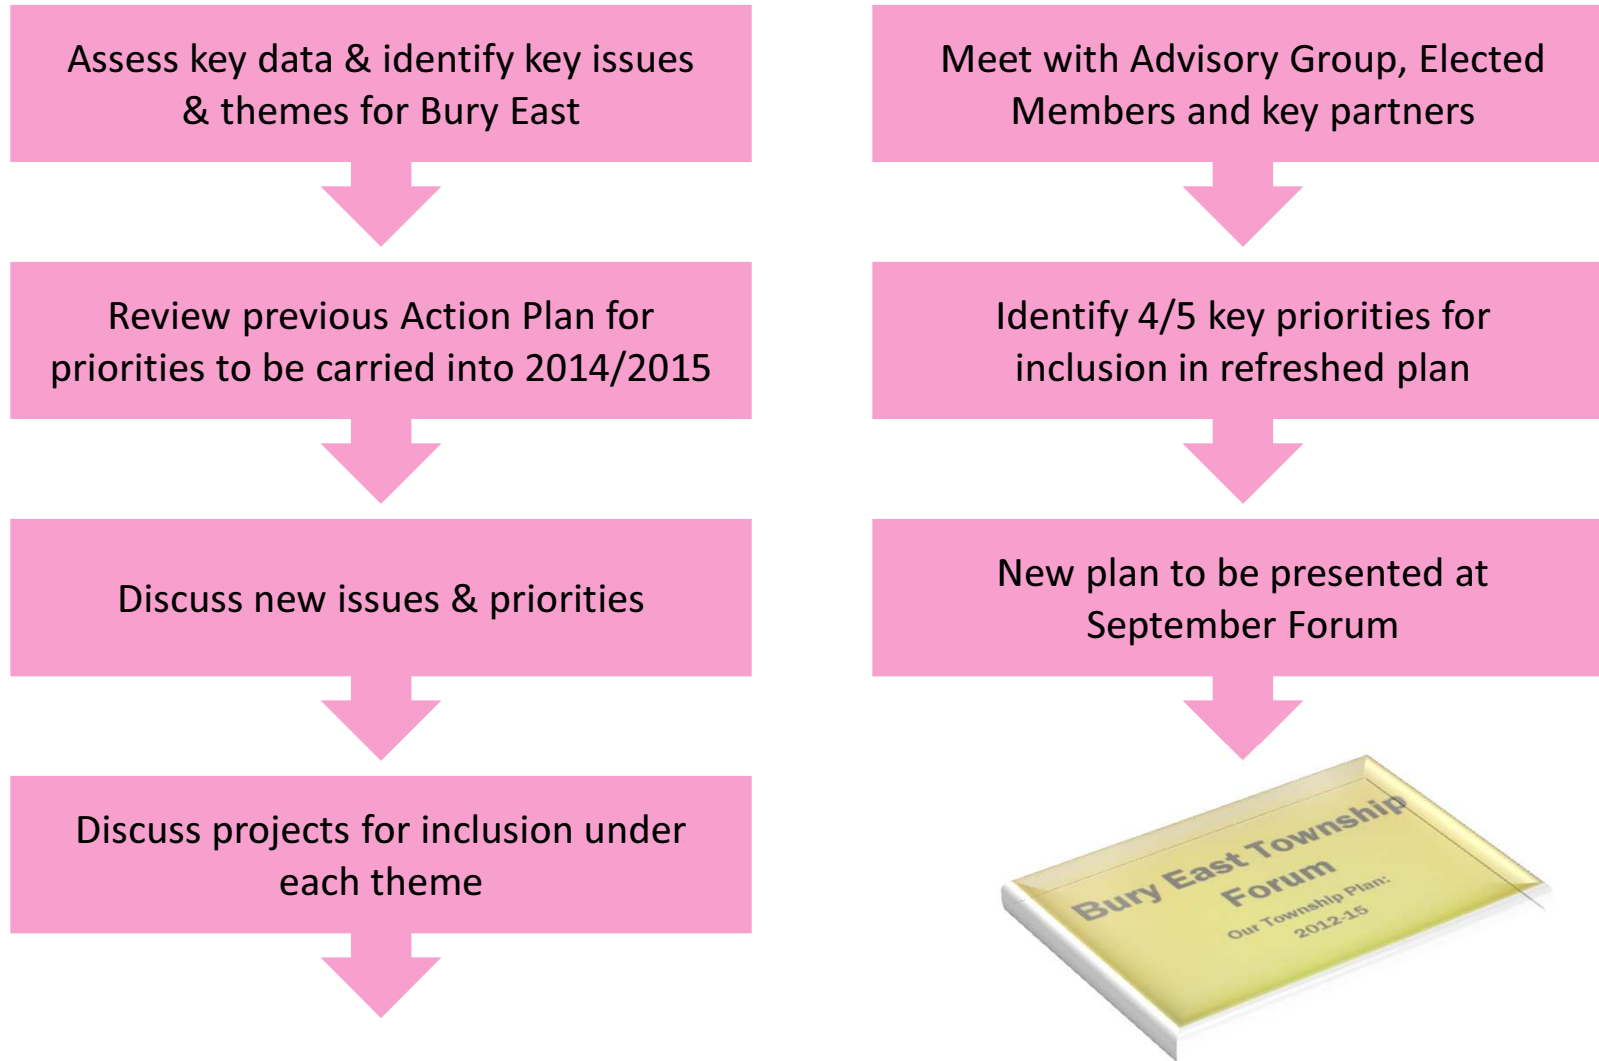 Assess key data & identify key issues
& themes for Bury East
Review previous Action Plan for
priorities to be carried into 2014/2015
Discuss new issues & priorities
Discuss projects for inclusion under
each theme
Meet with Advisory Group, Elected
Members and key partners
Identify 4/5 key priorities for
inclusion in refreshed plan
New plan to be presented at
September Forum
Bury East Township
Forum
Our Township Plan:
2012-15